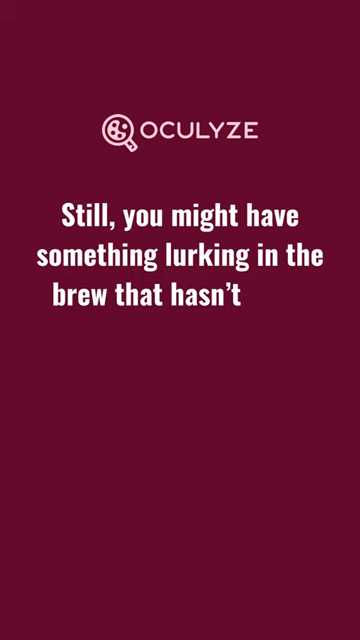 OCULYZE
Still, you might have
something lurking in the
brew that hasn’t